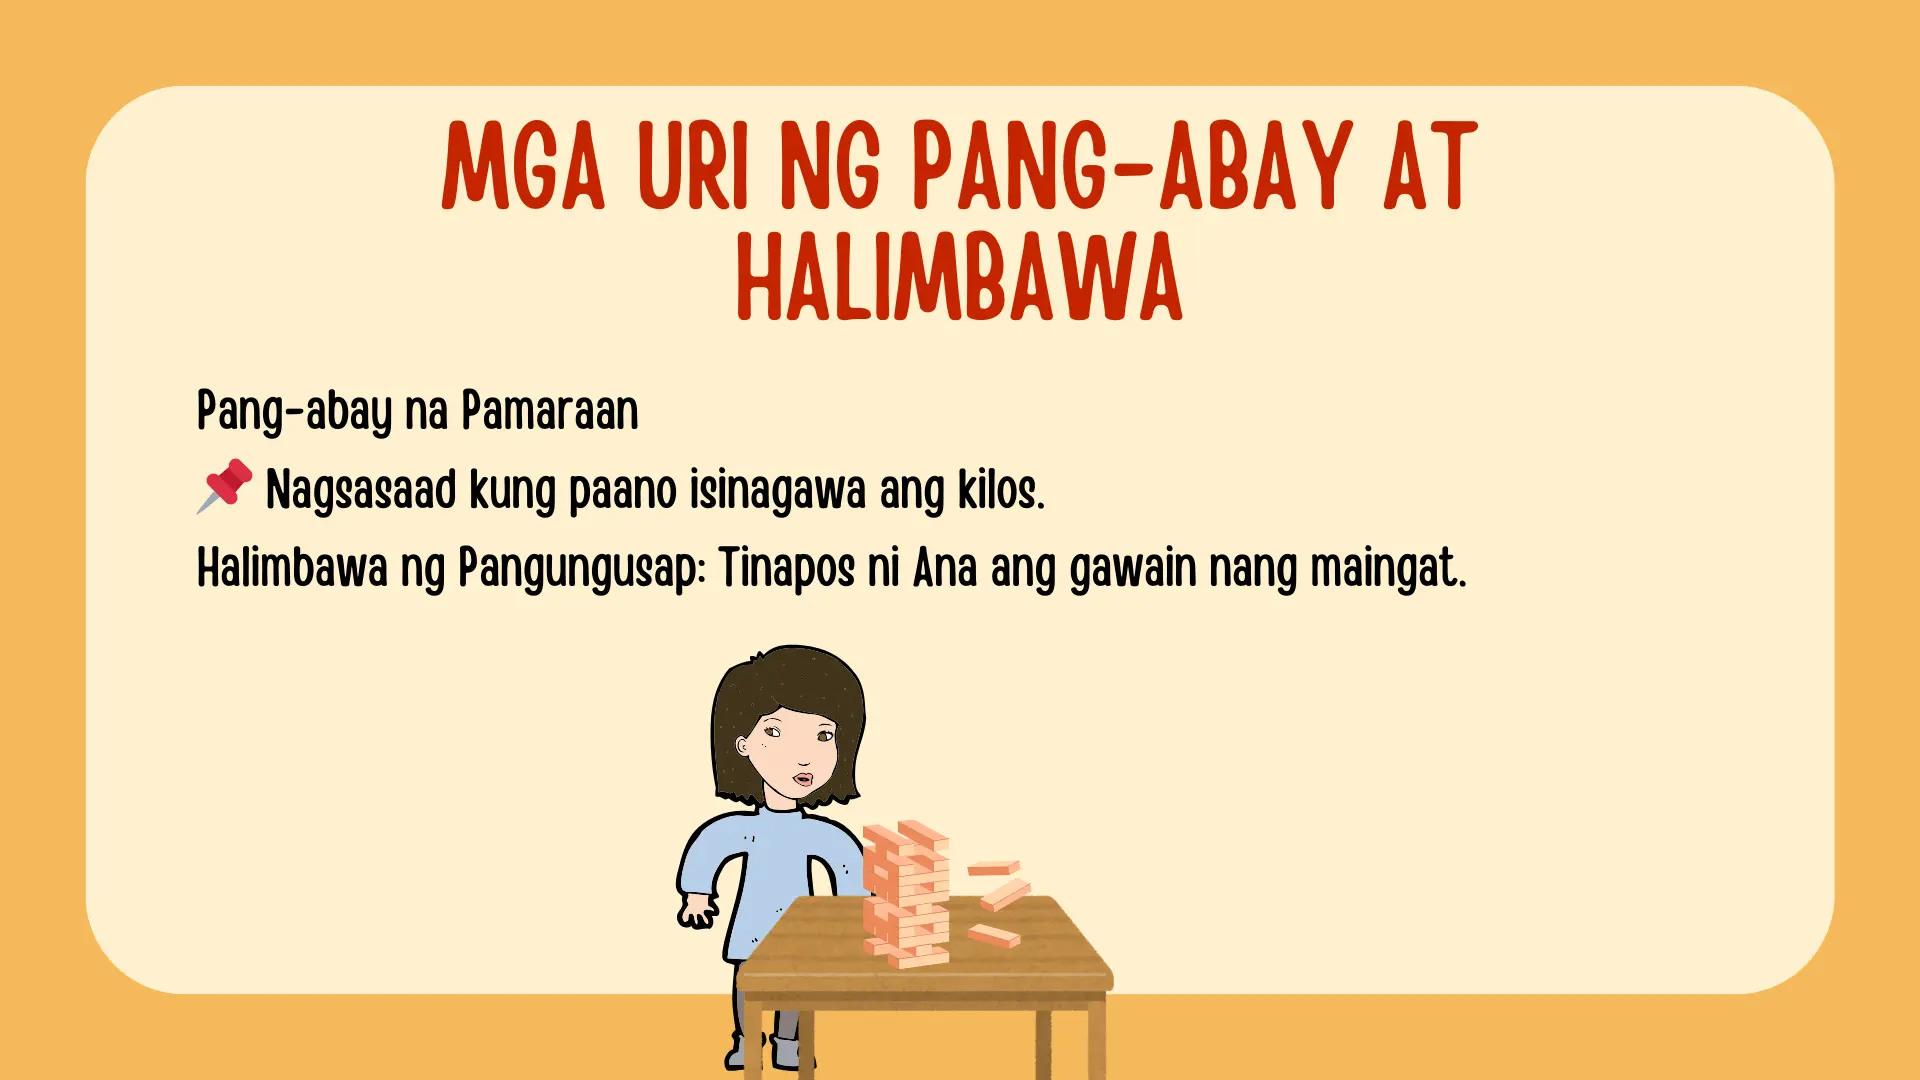 MGA URI NG PANG-ABAY AT
HALIMBAWA
Pang-abay na Pamaraan
📌 Nagsasaad kung paano isinagawa ang kilos.
Halimbawa ng Pangungusap: Tinapos ni Ana ang gawain nang maingat.